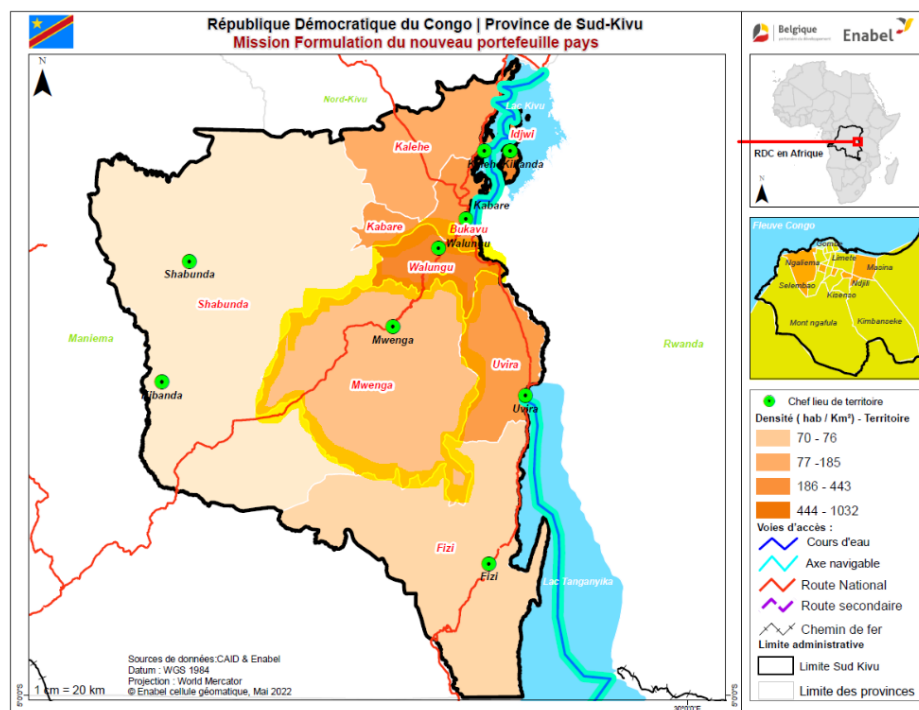 République Démocratique du Congo | Province de Sud-Kivu
Mission Formulation du nouveau portefeuille pays
Belgique
Enabel
N
Nord-Kivu
Lac Kivu
Idjwi
Kalehe
Kabare
Kabare
Bukavu
Walungu
Walungu
Shabunda
Shabunda
Mwenga
Mwenga
Maniema
Uvira
Uvira
Rwanda
Fizi
Fizi
Lac Tanganyika
Sources de données:CAID & Enabel
Datum : WGS 1984
Projection : World Mercator
© Enabel cellule géomatique, Mai 2022
1 cm = 20 km
RDC en Afrique
N
Fleuve Congo
Ngaliema
Limete
Masina
Selembao
Ndjili
Kisenso
Mont ngafula
Kimbanseke
Chef lieu de territoire
Densité ( hab / Km²) - Territoire
70 - 76
77 -185
186 - 443
444 - 1032
Voies d'accès :
Cours d'eau
Axe navigable
Route National
Route secondaire
Chemin de fer
Limite administrative
Limite Sud Kivu
Limite des provinces